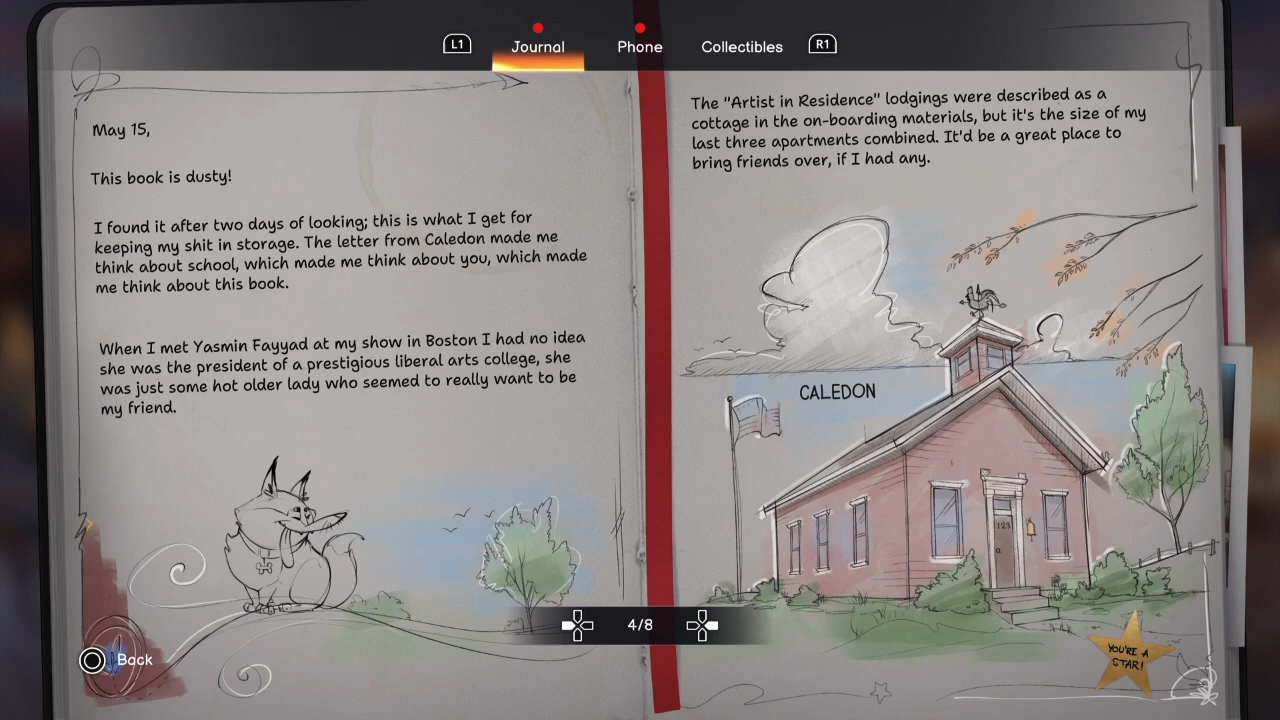 L1
Journal
Phone
Collectibles
R1
May 15,
This book is dusty!
I found it after two days of looking; this is what I get for
keeping my shit in storage. The letter from Caledon made me
think about school, which made me think about you, which made
me think about this book.
When I met Yasmin Fayyad at my show in Boston I had no idea
she was the president of a prestigious liberal arts college, she
was just some hot older lady who seemed to really want to be
my friend.
The "Artist in Residence" lodgings were described as a
cottage in the on-boarding materials, but it's the size of my
last three apartments combined. It'd be a great place to
bring friends over, if I had any.
CALEDON
123
YOU'RE A
STAR!
4/8
Back